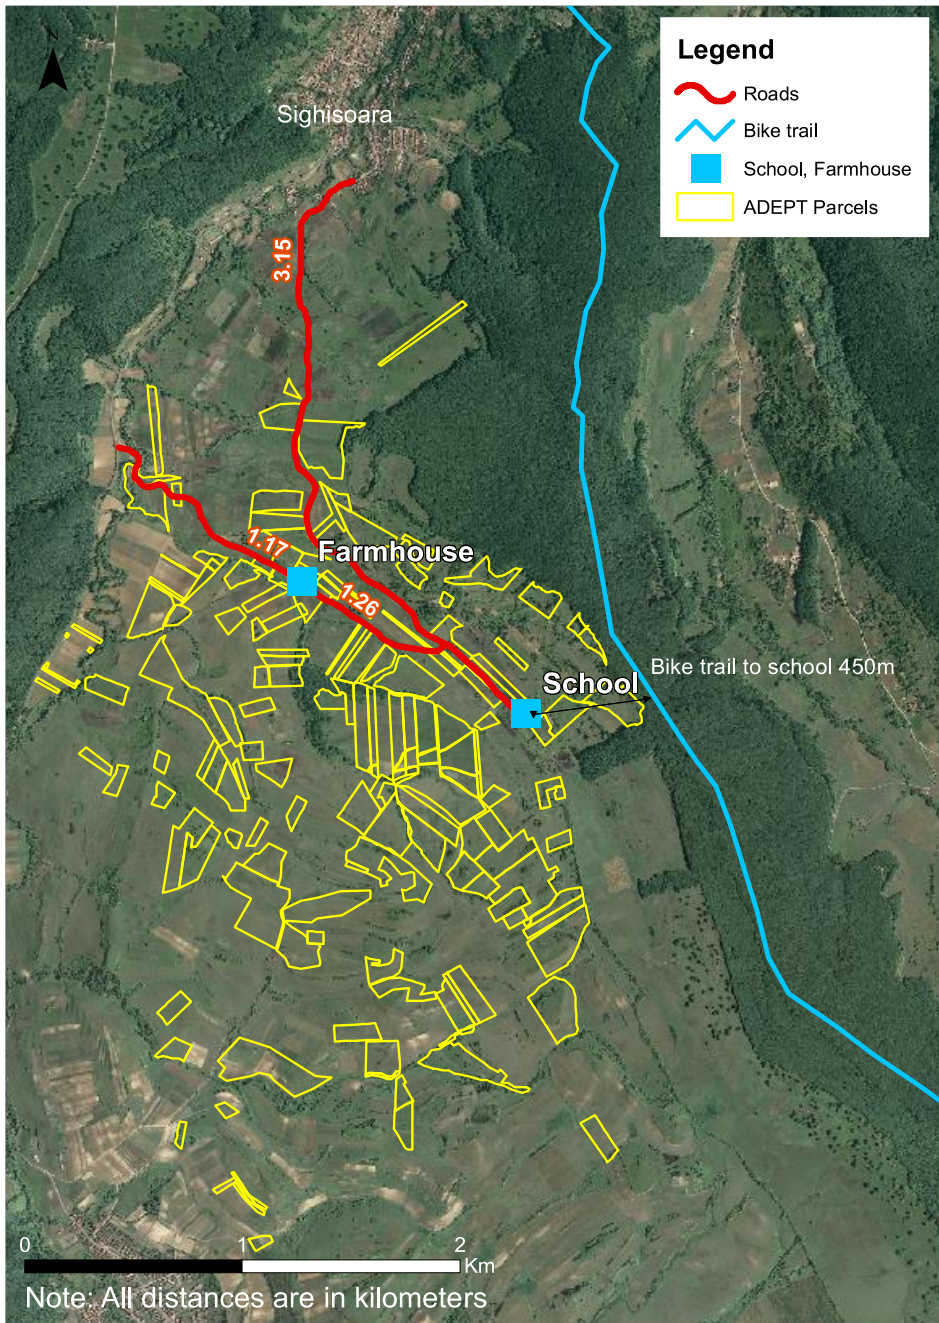 N
Sighisoara
Legend
Roads
Bike trail
School, Farmhouse
ADEPT Parcels
3.15
1.17
Farmhouse
1.26
Bike trail to school 450m
School
0 1 2
Km
Note: All distances are in kilometers